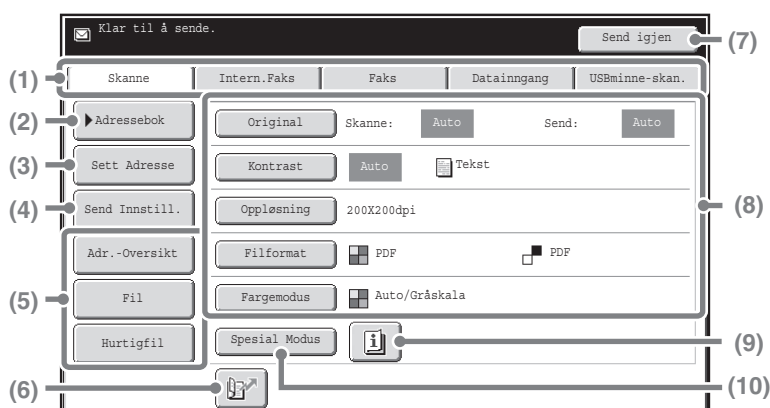 Klar til å sende.
Send igjen
(7)
(1)
Skanne
Intern.Faks
Faks
Datainngang
USBminne-skan.
(2)
Adressebok
Original
Skanne:
Auto
Send:
Auto
(3)
Sett Adresse
Kontrast
Auto
Tekst
(4)
Send Innstill.
Oppløsning
200X200dpi
(8)
Adr.-Oversikt
Filformat
PDF
PDF
(5)
Fil
Fargemodus
Auto/Gråskala
Hurtigfil
Spesial Modus
(9)
(6)
(10)